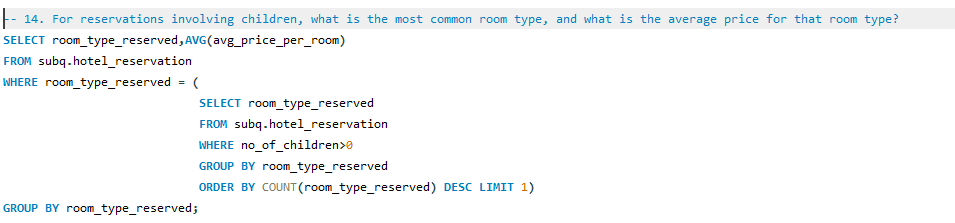 -- 14. For reservations involving children, what is the most common room type, and what is the average price for that room type?
SELECT room_type_reserved,AVG(avg_price_per_room)
FROM subq.hotel_reservation
WHERE room_type_reserved = (
SELECT room_type_reserved
FROM subq.hotel_reservation
WHERE no_of_children>0
GROUP BY room_type_reserved
ORDER BY COUNT(room_type_reserved) DESC LIMIT 1)
GROUP BY room_type_reserved;